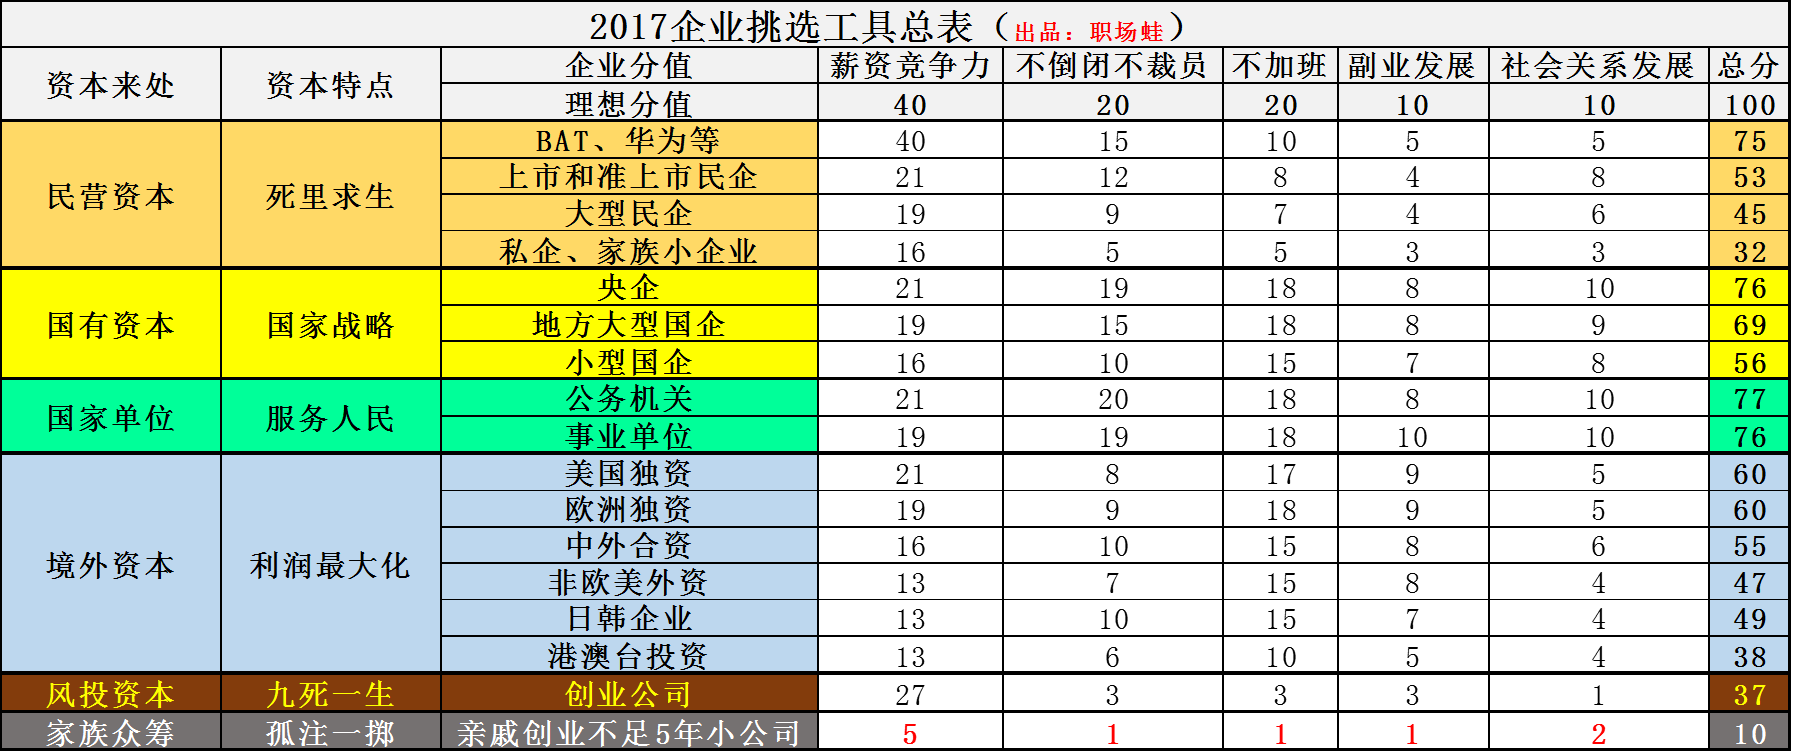 2017企业挑选工具总表（出品：职场蛙）
资本来处 资本特点 企业分值 薪资竞争力 不倒闭不裁员 不加班 副业发展 社会关系发展 总分
理想分值 40 20 20 10 10 100
民营资本 死里求生 BAT、华为等 40 15 10 5 5 75
上市和准上市民企 21 12 8 4 8 53
大型民企 19 9 7 4 6 45
私企、家族小企业 16 5 5 3 3 32
国有资本 国家战略 央企 21 19 18 8 10 76
地方大型国企 19 15 18 8 9 69
小型国企 16 10 15 7 8 56
国家单位 服务人民 公务机关 21 20 18 8 10 77
事业单位 19 19 18 10 10 76
境外资本 利润最大化 美国独资 21 8 17 9 5 60
欧洲独资 19 9 18 9 5 60
中外合资 16 10 15 8 6 55
非欧美外资 13 7 15 8 4 47
日韩企业 13 10 15 7 4 49
港澳台投资 13 6 10 5 4 38
风投资本 九死一生 创业公司 27 3 3 3 1 37
家族众筹 孤注一掷 亲戚创业不足5年小公司 5 1 1 1 2 10